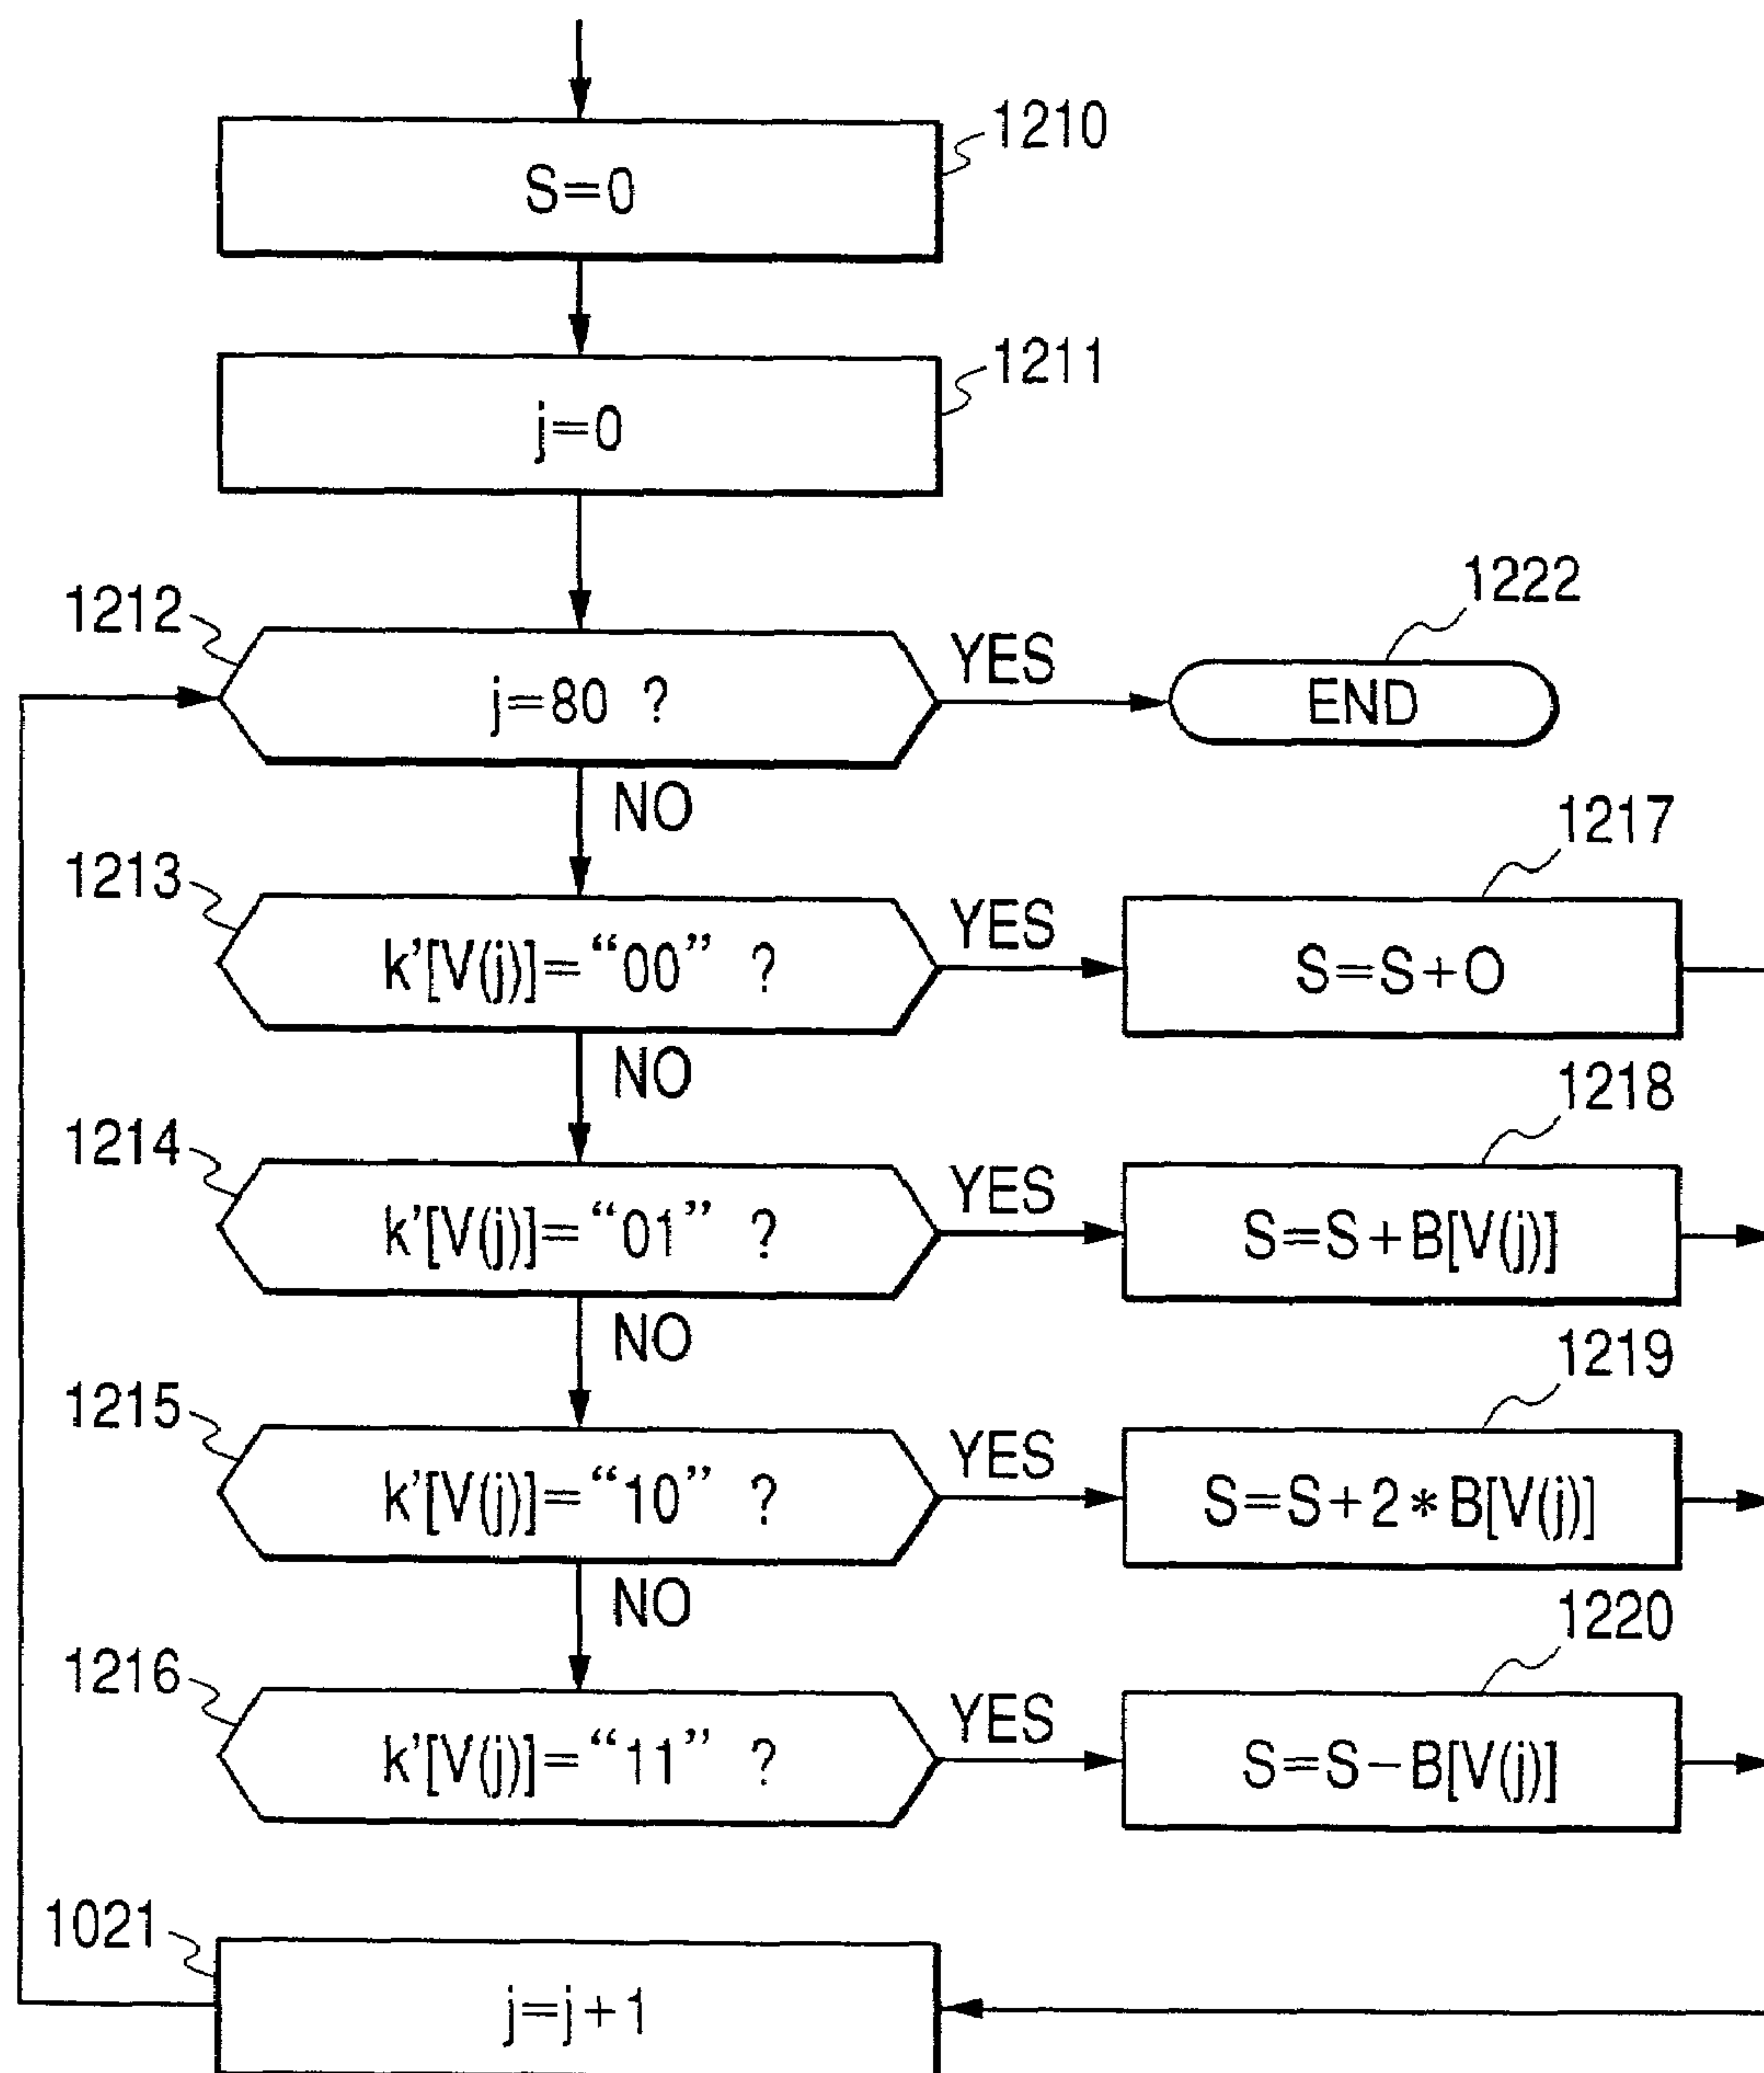 1210
S=0
1211
j=0
1212
j=80 ?
YES
1222
END
NO
1213
k’[V(j)]=“00” ?
YES
1217
S=S+O
NO
1214
k’[V(j)]=“01” ?
YES
1218
S=S+B[V(j)]
NO
1215
k’[V(j)]=“10” ?
YES
1219
S=S+2*B[V(j)]
NO
1216
k’[V(j)]=“11” ?
YES
1220
S=S−B[V(j)]
1021
j=j+1